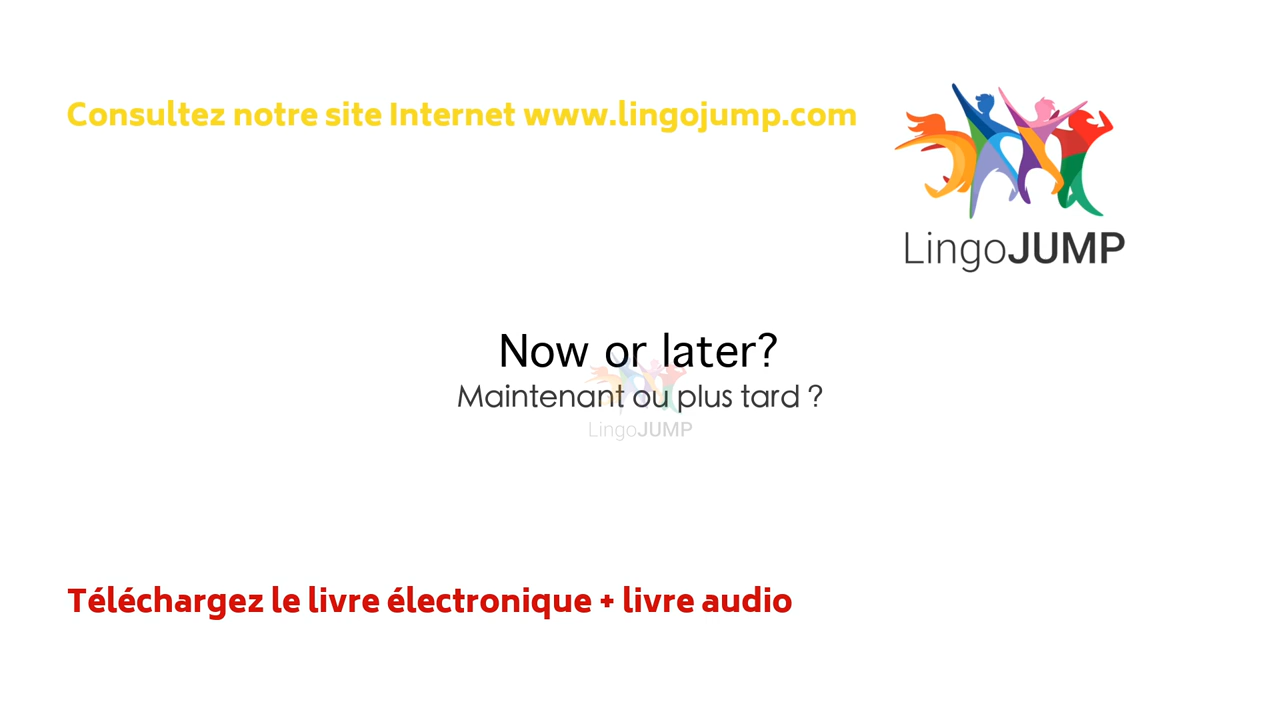 Consultez notre site Internet www.lingojump.com
LingoJUMP
Now or later?
Maintenant ou plus tard ?
LingoJUMP
Téléchargez le livre électronique + livre audio